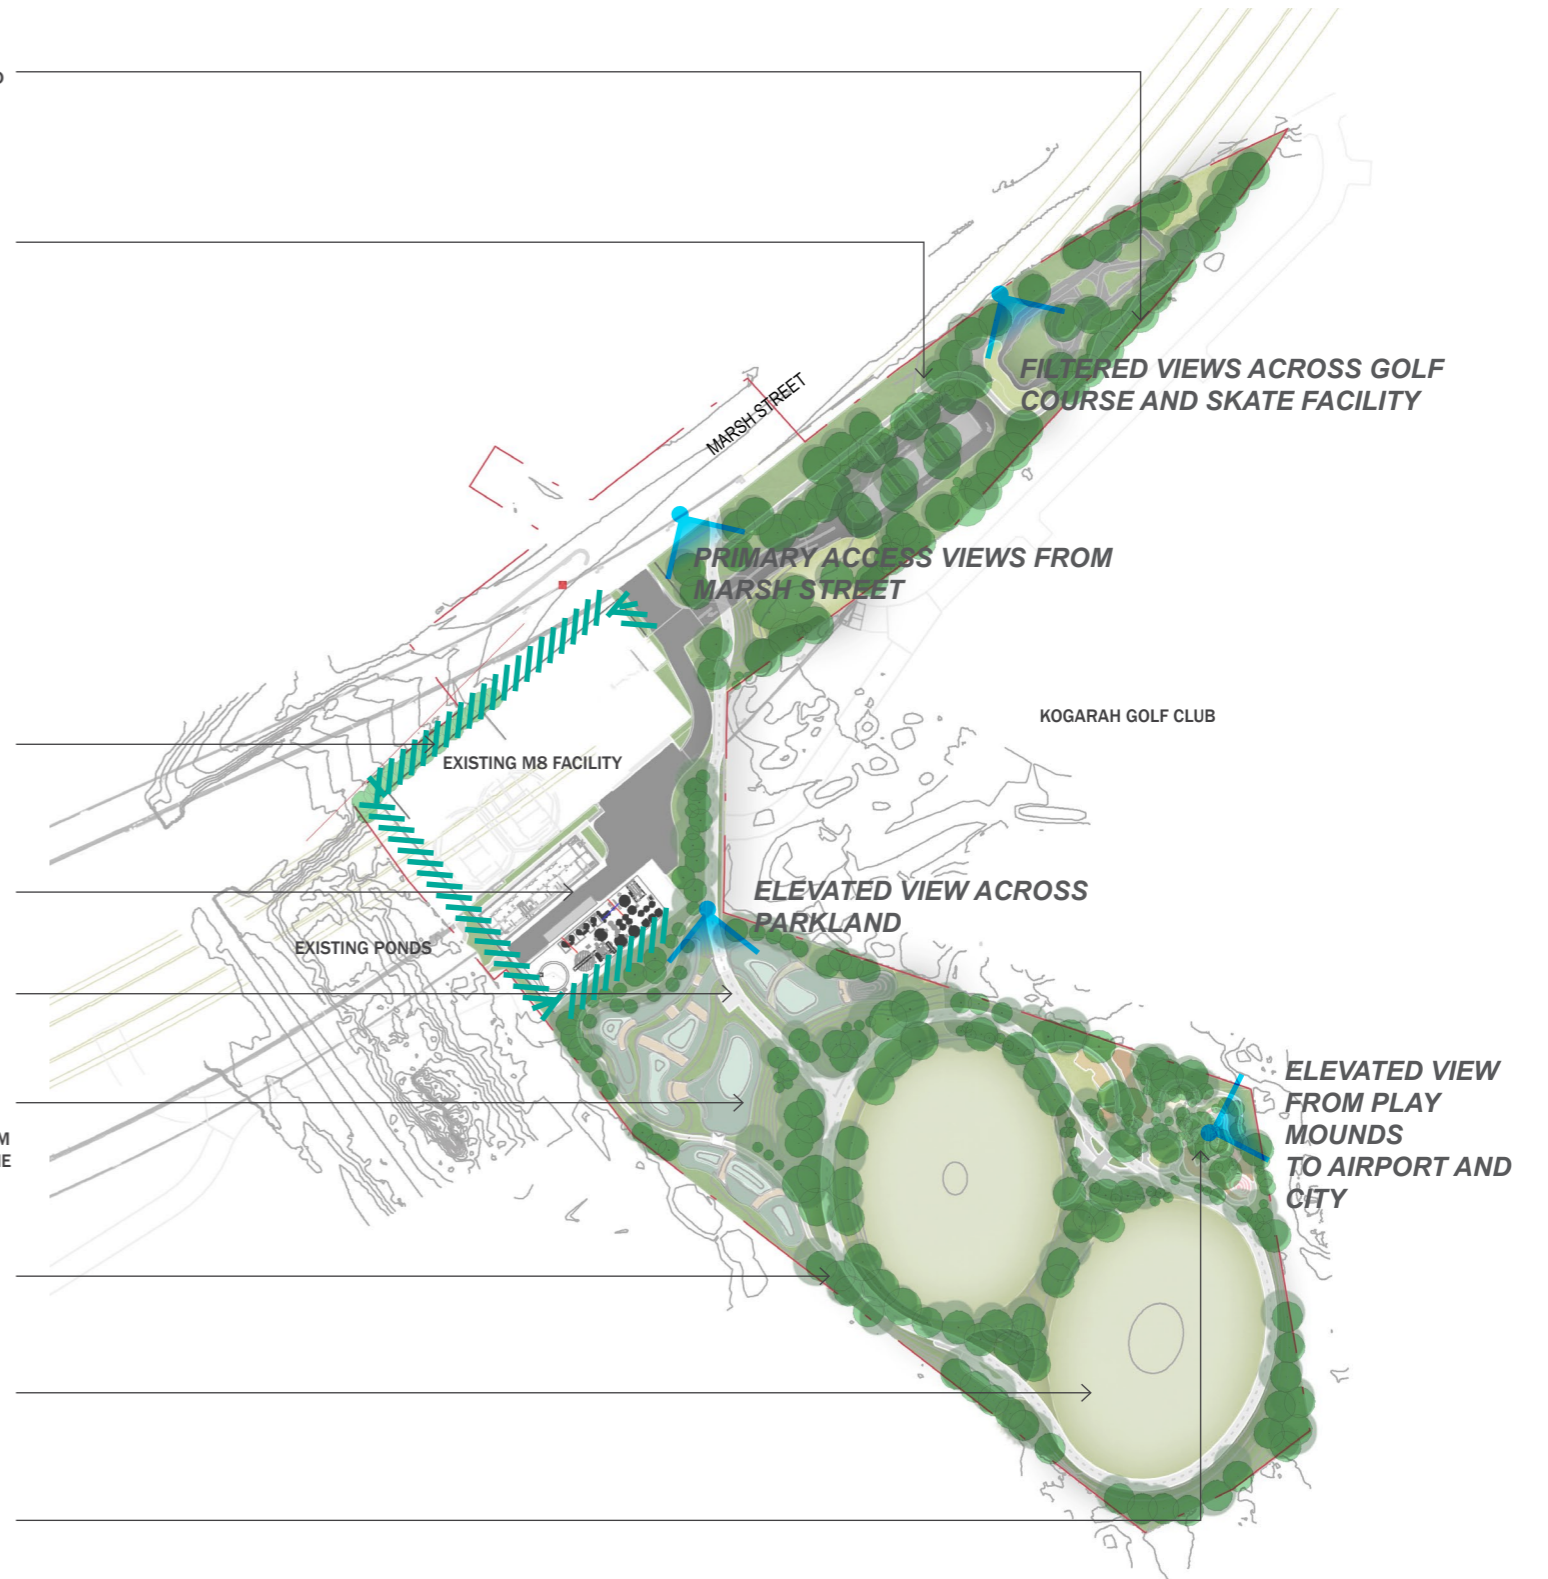 MARSH STREET
FILTERED VIEWS ACROSS GOLF
COURSE AND SKATE FACILITY
PRIMARY ACCESS VIEWS FROM
MARSH STREET
KOGARAH GOLF CLUB
EXISTING M8 FACILITY
ELEVATED VIEW ACROSS
PARKLAND
EXISTING PONDS
ELEVATED VIEW
FROM PLAY
MOUNDS
TO AIRPORT AND
CITY